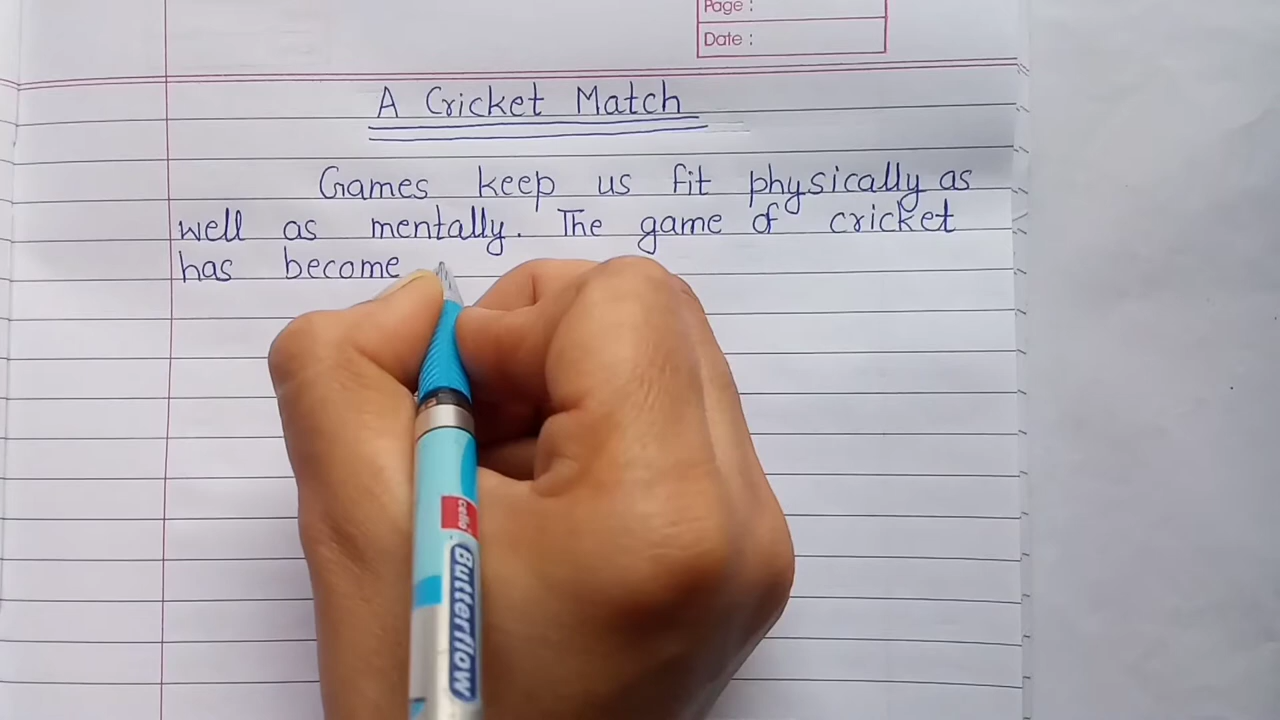 Page :
Date :
A Cricket Match
Games keep us fit physically as
well as mentally. The game of cricket
has become
cello
Butterflow